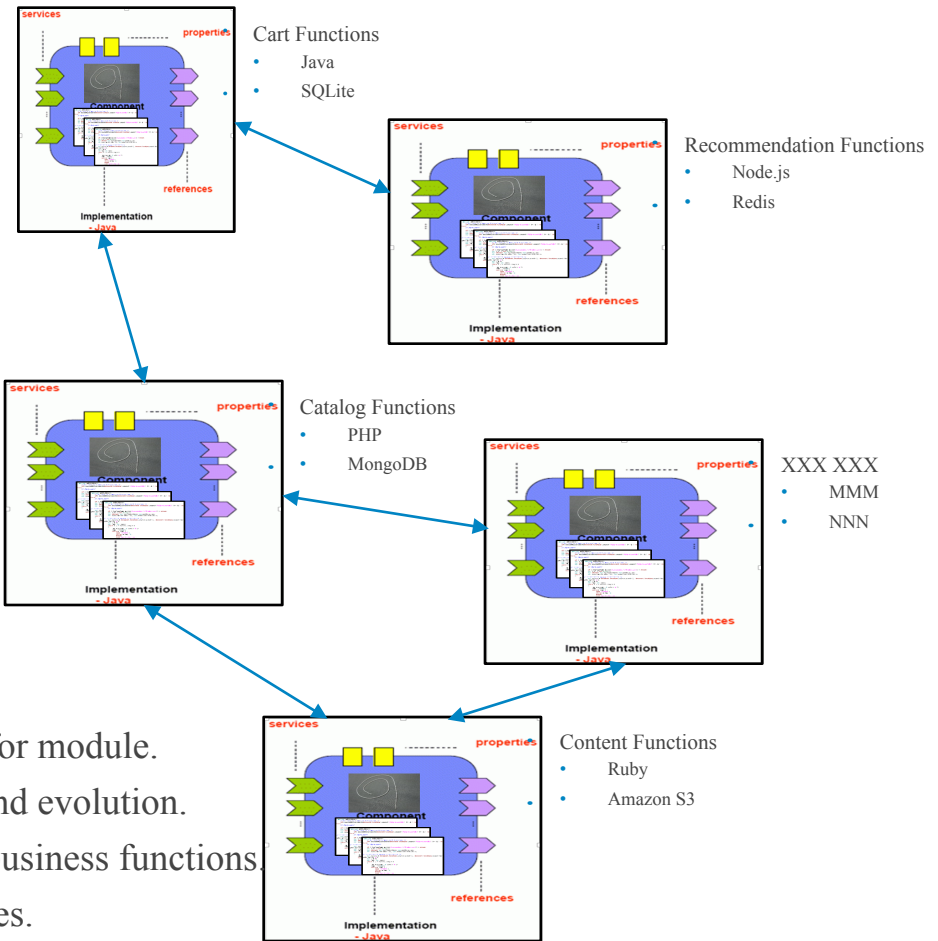 services
properties
Component
references
Implementation
- Java
Cart Functions
• Java
• SQLite
services
properties
Component
references
Implementation
- Java
Recommendation Functions
• Node.js
• Redis
services
properties
Component
references
Implementation
- Java
Catalog Functions
• PHP
• MongoDB
services
properties
Component
references
Implementation
- Java
XXX XXX
• MMM
• NNN
services
properties
Component
references
Implementation
- Java
Content Functions
• Ruby
• Amazon S3
for module.
nd evolution.
usiness functions.
es.